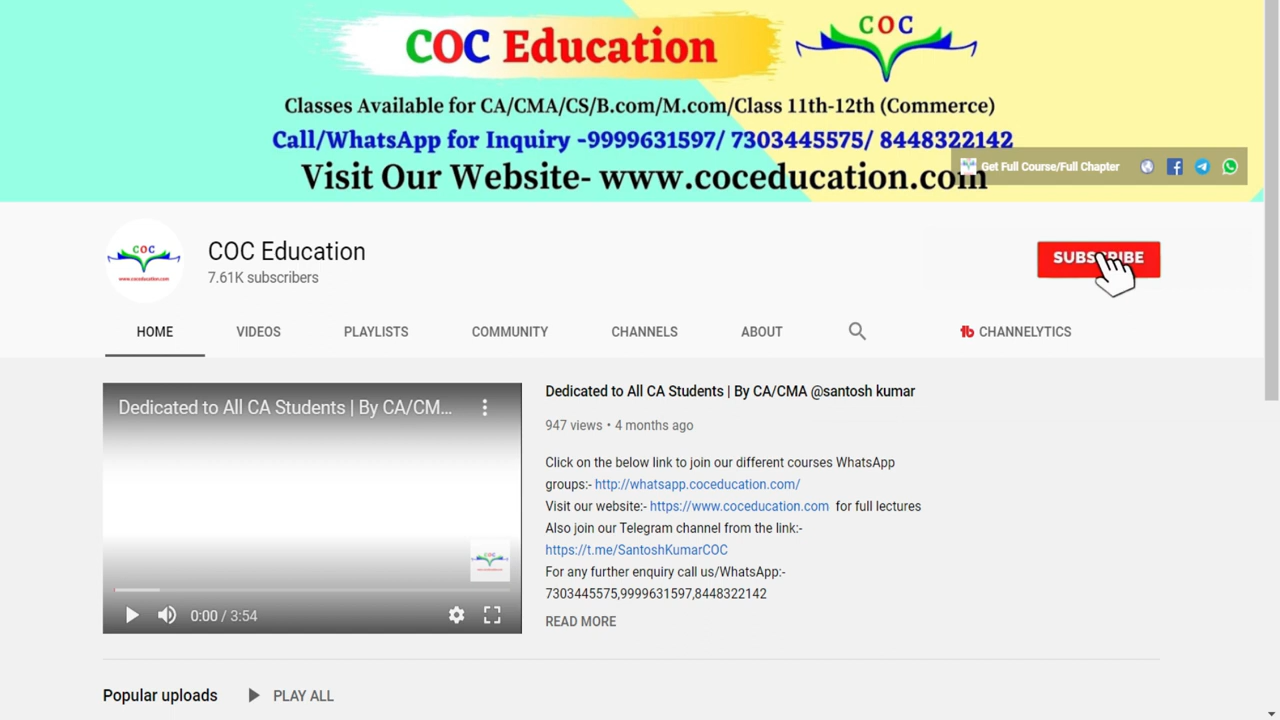 COC Education
COC
Classes Available for CA/CMA/CS/B.com/M.com/Class 11th-12th (Commerce)
Call/WhatsApp for Inquiry -9999631597/ 7303445575/ 8448322142
Get Full Course/Full Chapter
Visit Our Website- www.coceducation.com
COC
www.coceducation.com
COC Education
7.61K subscribers
SUBSCRIBE
HOME VIDEOS PLAYLISTS COMMUNITY CHANNELS ABOUT CHANNELYTICS
Dedicated to All CA Students | By CA/CM...
COC
0:00 / 3:54
Dedicated to All CA Students | By CA/CMA @santosh kumar
947 views • 4 months ago
Click on the below link to join our different courses WhatsApp
groups:- http://whatsapp.coceducation.com/
Visit our website:- https://www.coceducation.com for full lectures
Also join our Telegram channel from the link:-
https://t.me/SantoshKumarCOC
For any further enquiry call us/WhatsApp:-
7303445575,9999631597,8448322142
READ MORE
Popular uploads PLAY ALL